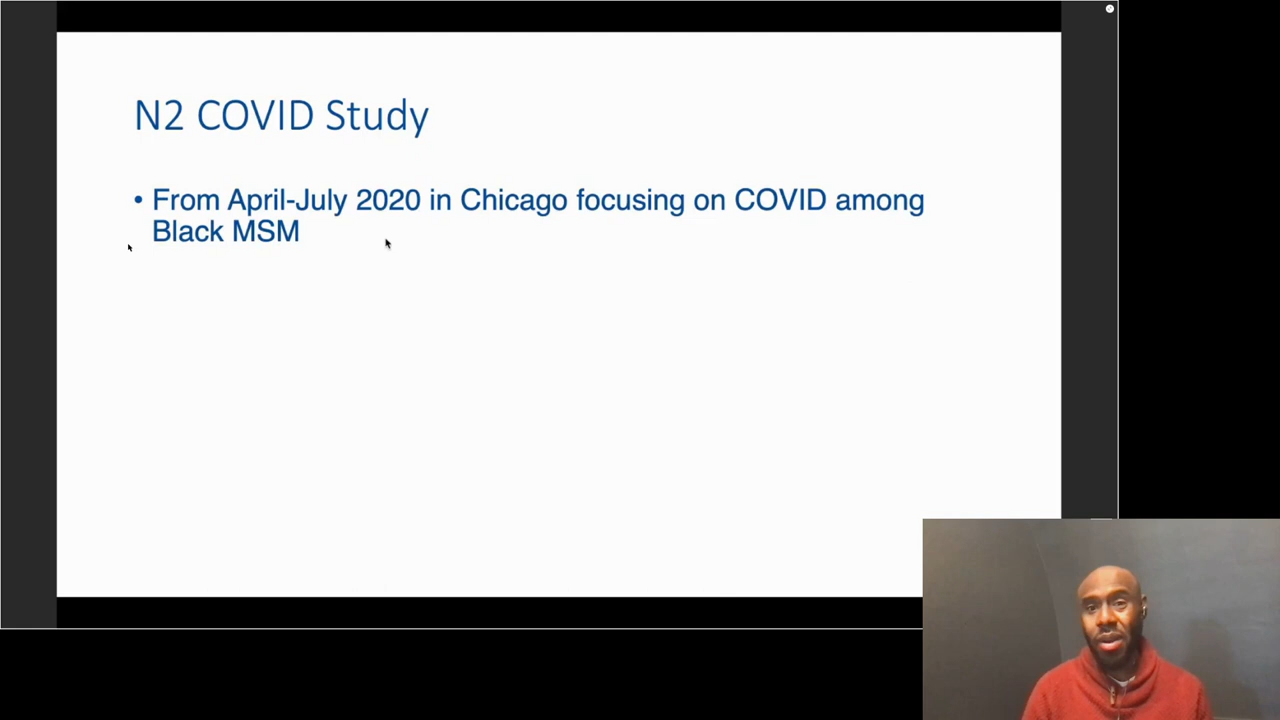 N2 COVID Study
• From April-July 2020 in Chicago focusing on COVID among
Black MSM